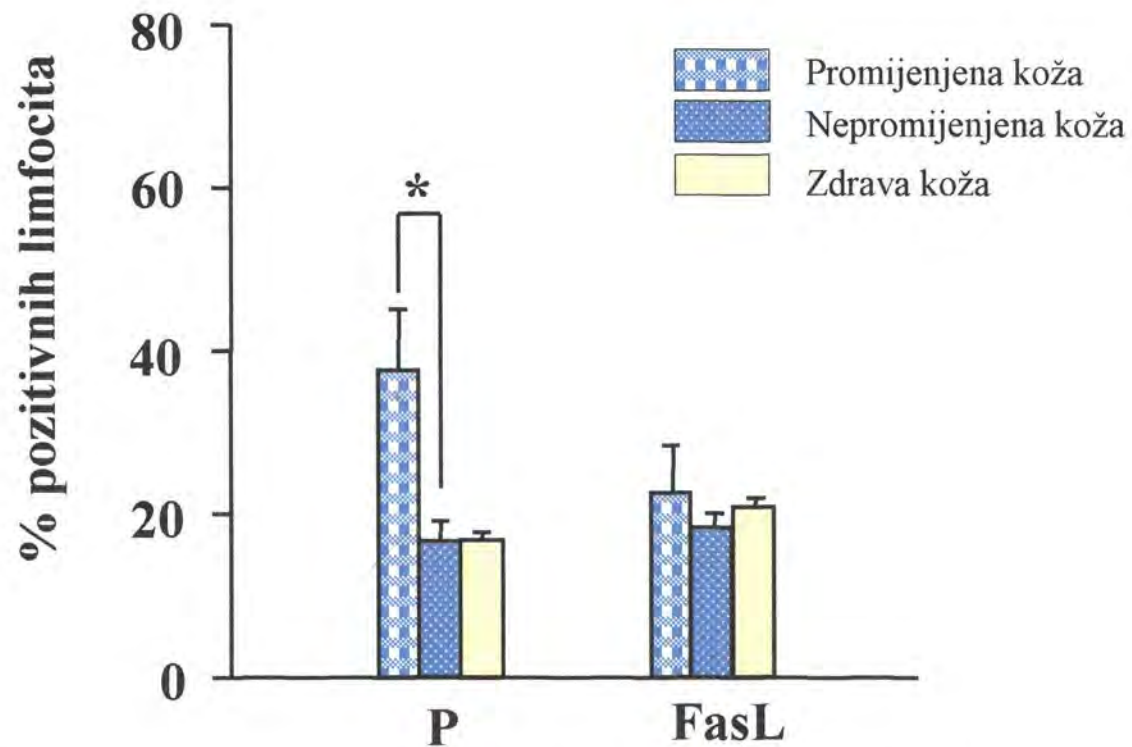 % pozitivnih limfocita
80
60
40
20
0
*
Promijenjena koža
Nepromijenjena koža
Zdrava koža
P
FasL